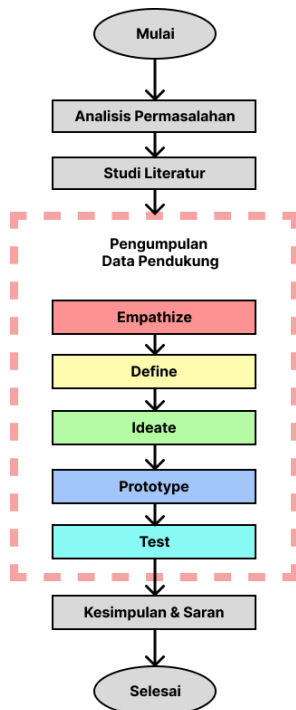 Mulai
Analisis Permasalahan
Studi Literatur
Pengumpulan
Data Pendukung
Empathize
Define
Ideate
Prototype
Test
Kesimpulan & Saran
Selesai